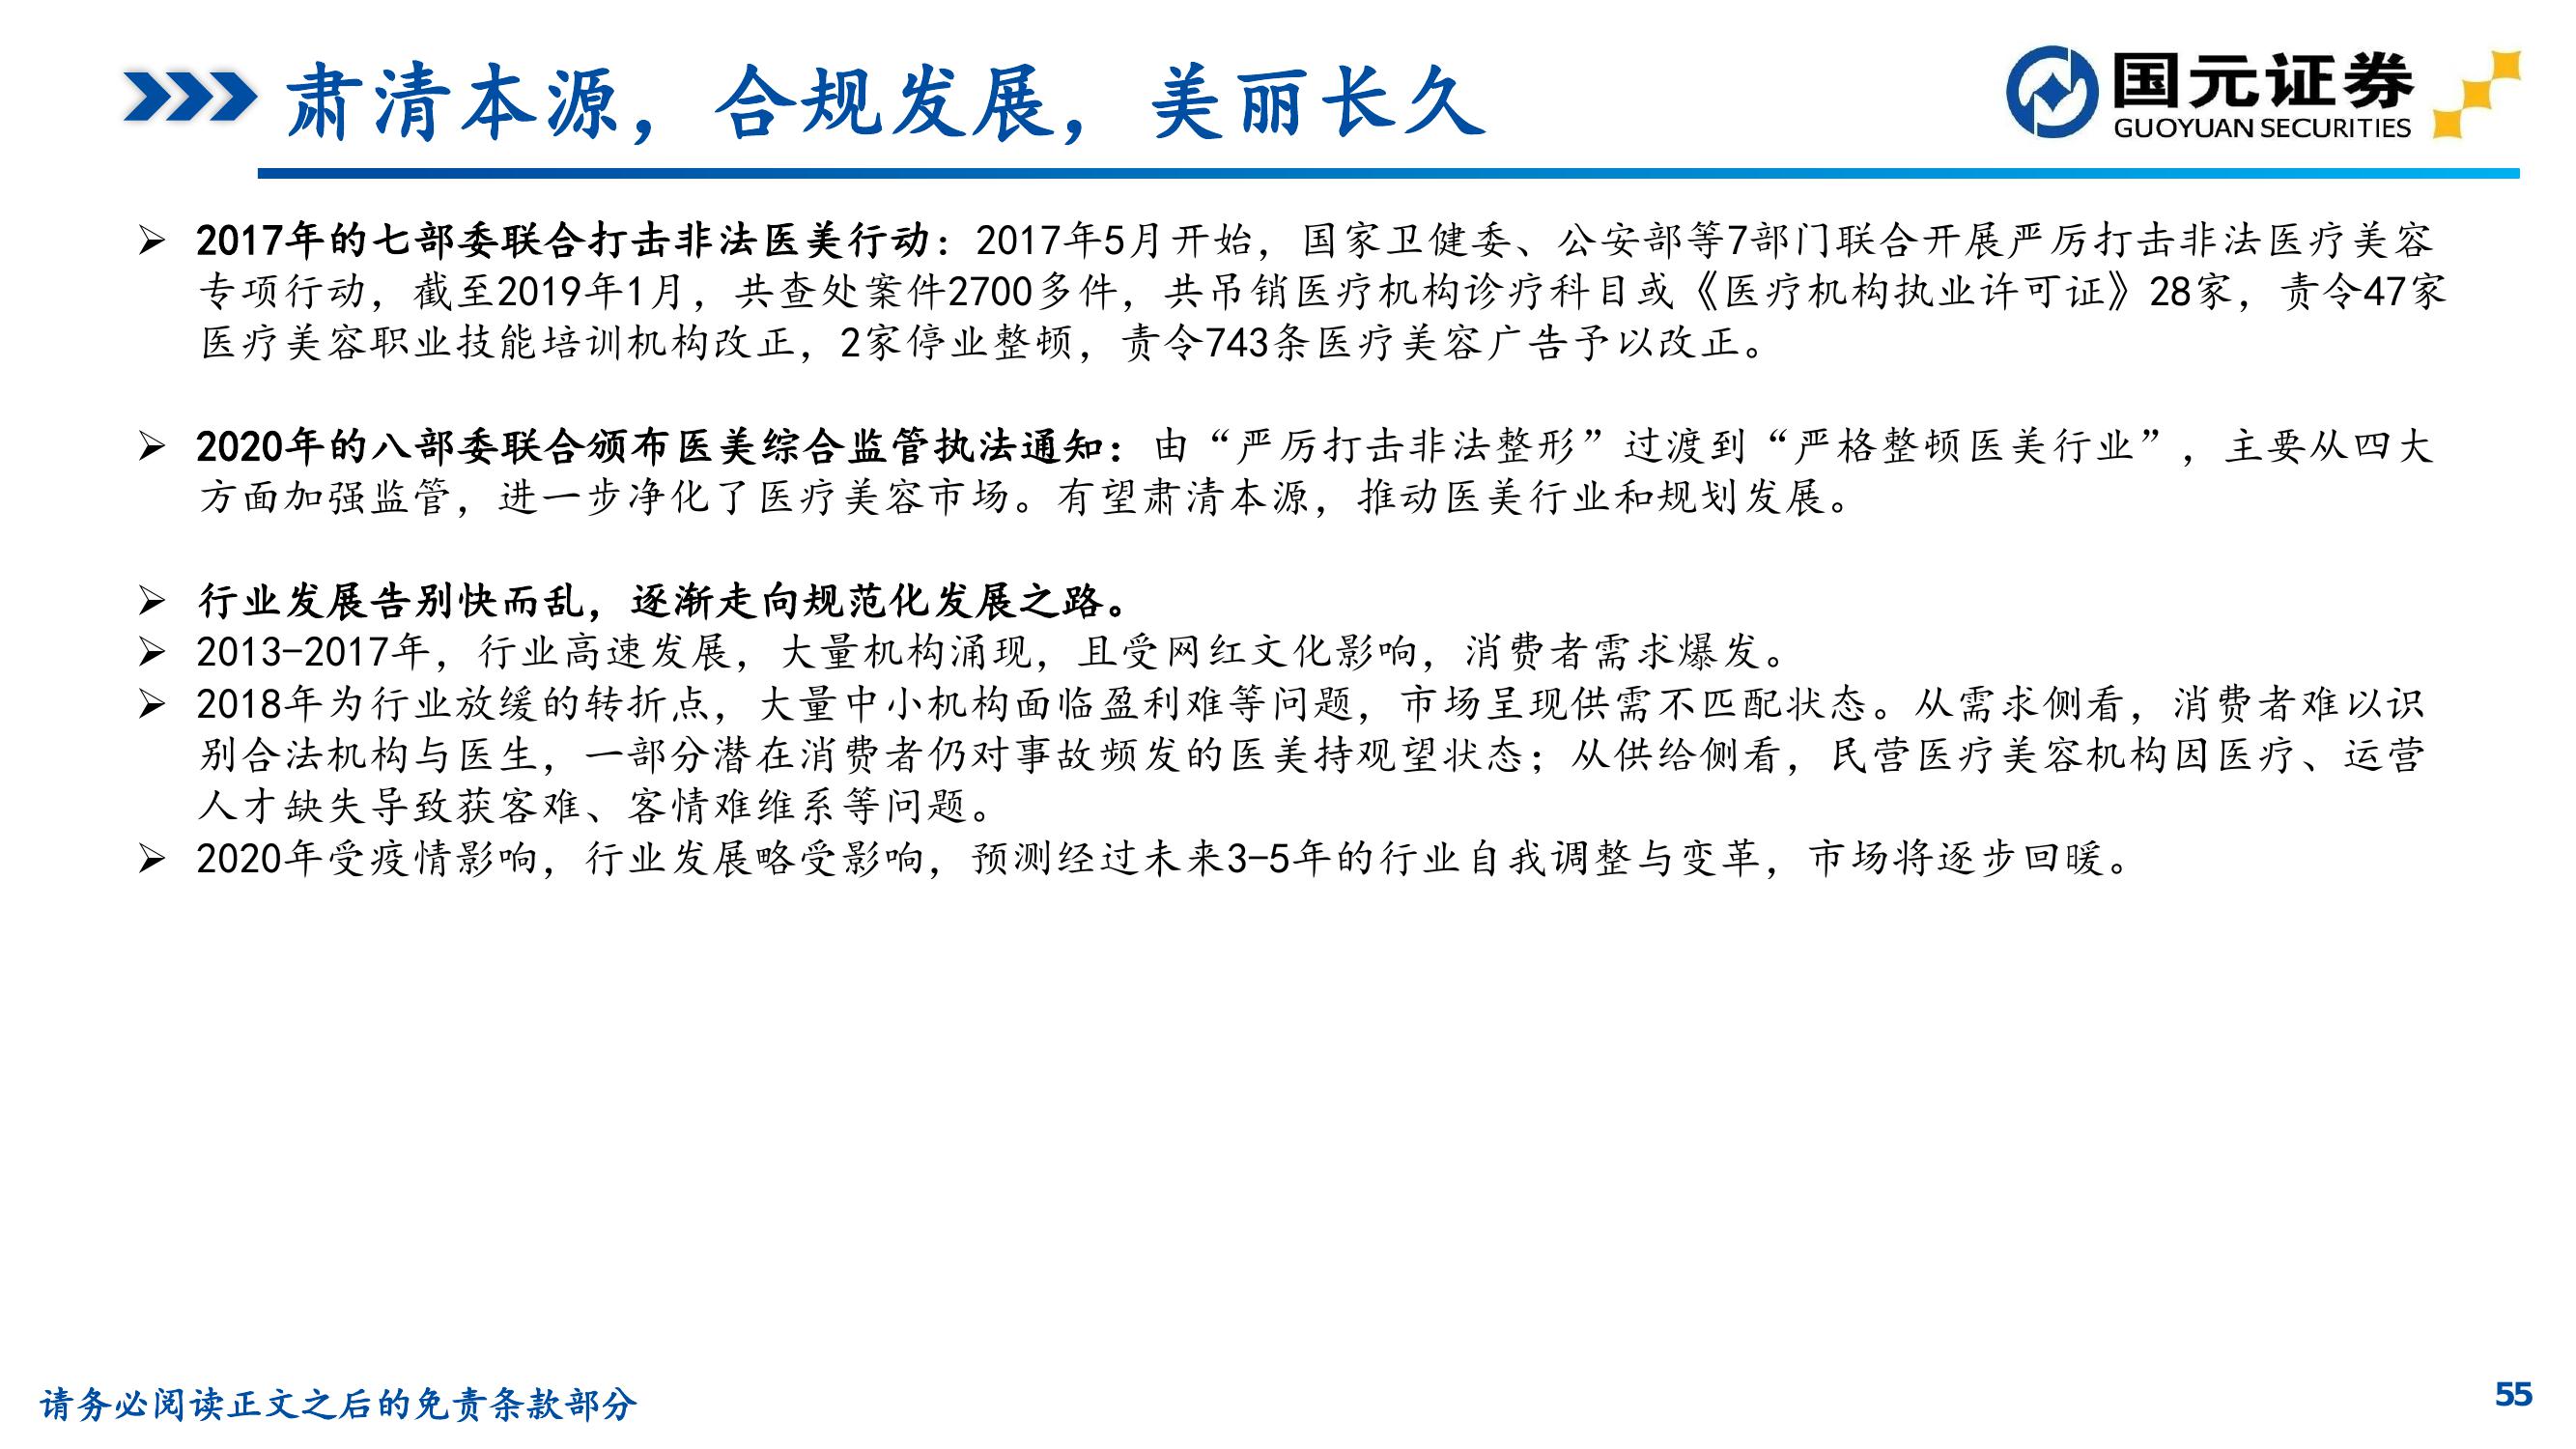 肃清本源，合规发展，美丽长久
国元证券
GUOYUAN SECURITIES
2017年的七部委联合打击非法医美行动：2017年5月开始，国家卫健委、公安部等7部门联合开展严厉打击非法医疗美容
专项行动，截至2019年1月，共查处案件2700多件，共吊销医疗机构诊疗科目或《医疗机构执业许可证》28家，责令47家
医疗美容职业技能培训机构改正，2家停业整顿，责令743条医疗美容广告予以改正。
2020年的八部委联合颁布医美综合监管执法通知：由“严厉打击非法整形”过渡到“严格整顿医美行业”，主要从四大
方面加强监管，进一步净化了医疗美容市场。有望肃清本源，推动医美行业和规划发展。
行业发展告别快而乱，逐渐走向规范化发展之路。
2013-2017年，行业高速发展，大量机构涌现，且受网红文化影响，消费者需求爆发。
2018年为行业放缓的转折点，大量中小机构面临盈利难等问题，市场呈现供需不匹配状态。从需求侧看，消费者难以识
别合法机构与医生，一部分潜在消费者仍对事故频发的医美持观望状态；从供给侧看，民营医疗美容机构因医疗、运营
人才缺失导致获客难、客情难维系等问题。
2020年受疫情影响，行业发展略受影响，预测经过未来3-5年的行业自我调整与变革，市场将逐步回暖。
请务必阅读正文之后的免责条款部分
55